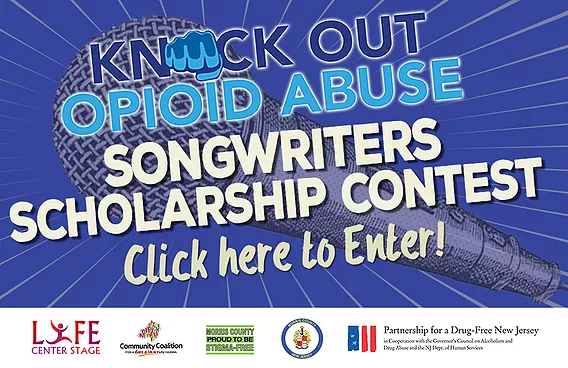 KNOCK OUT
OPIOID ABUSE
SONGWRITERS
SCHOLARSHIP CONTEST
Click here to Enter!
LIFE
CENTER STAGE
Community Coalition
MORRIS COUNTY
PROUD TO BE
STIGMA-FREE
Partnership for a Drug-Free New Jersey
in Cooperation with the Governor's Council on Alcoholism and
Drug Abuse and the NJ Dept. of Human Services